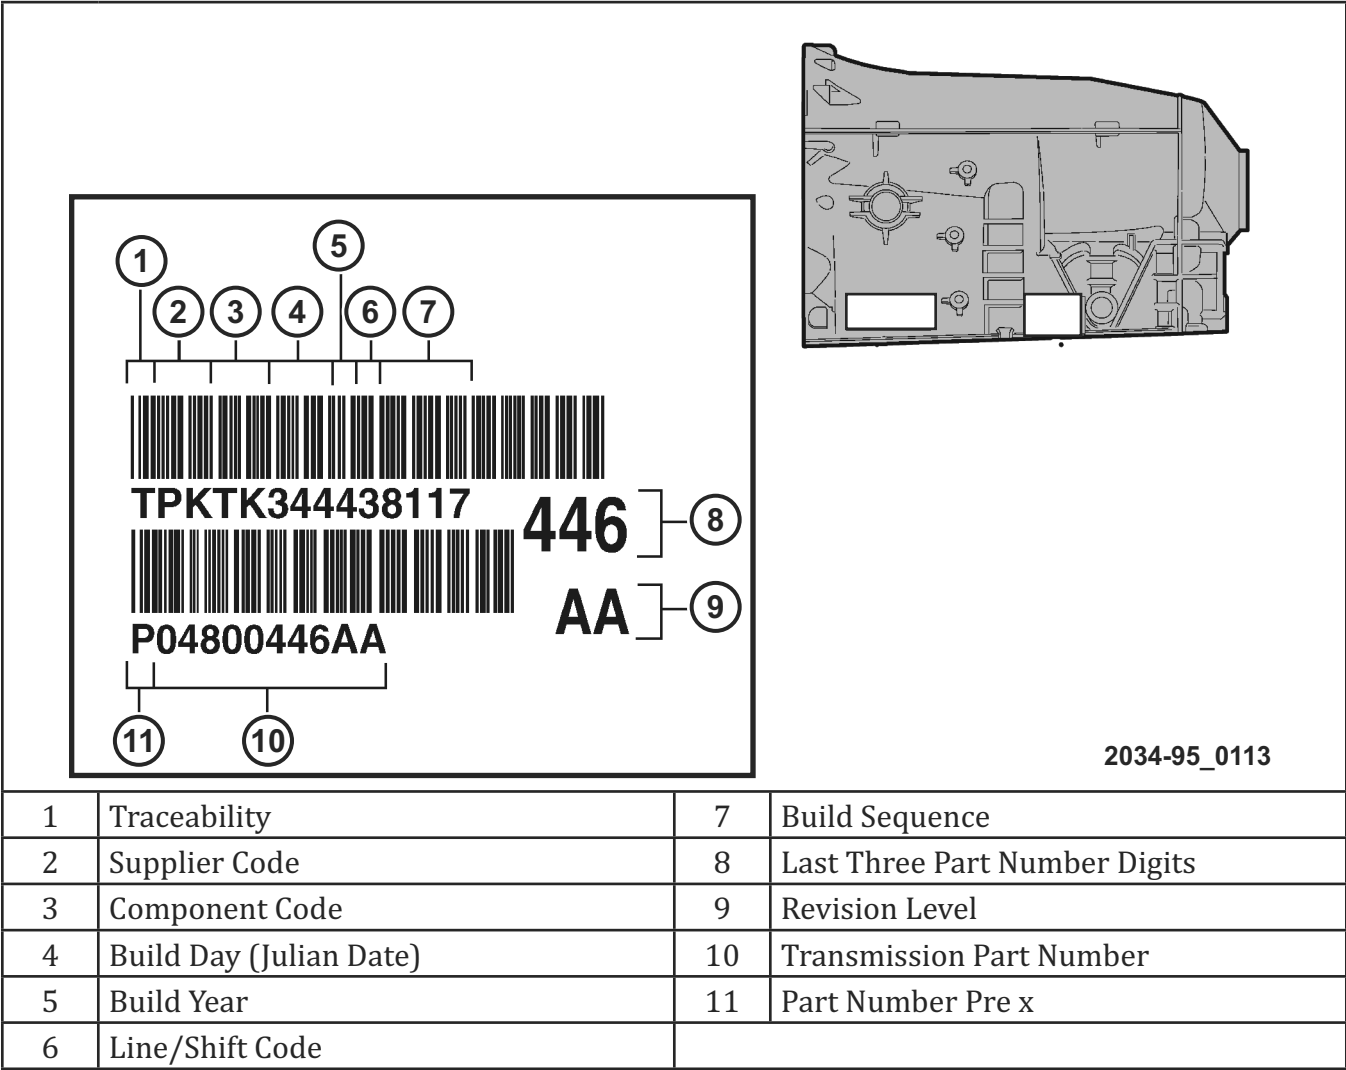 1
5
2 3 4 6 7
TPKTK344438117
446
8
AA
9
P04800446AA
11 10
2034-95_0113
1 Traceability 7 Build Sequence
2 Supplier Code 8 Last Three Part Number Digits
3 Component Code 9 Revision Level
4 Build Day (Julian Date) 10 Transmission Part Number
5 Build Year 11 Part Number Pre x
6 Line/Shift Code